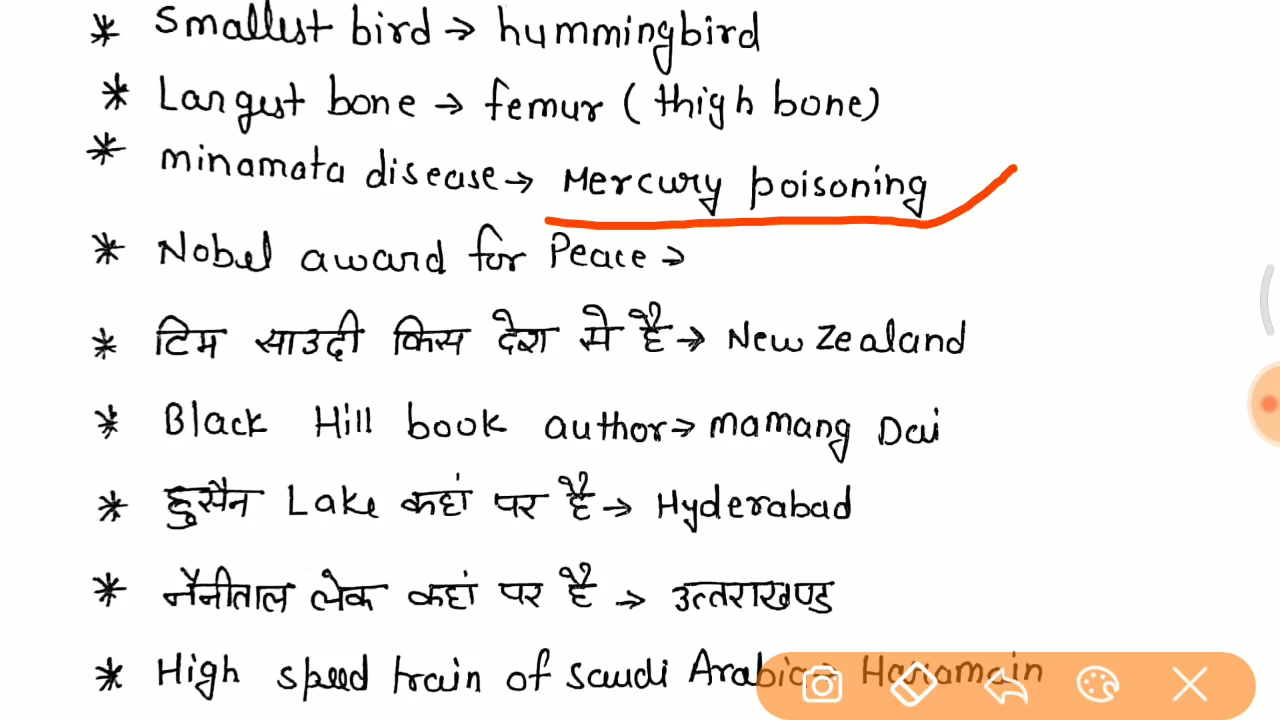 * Smallest bird → hummingbird
* Largest bone → femur (thigh bone)
* minamata disease → Mercury poisoning
* Nobel award for Peace →
* टिम साउदी किस देश से है → New Zealand
* Black Hill book author → mamang Dai
* हुसैन Lake कहां पर है → Hyderabad
* नैनीताल लेक कहां पर है → उत्तराखण्ड
* High speed train of saudi Arabia → Haramain